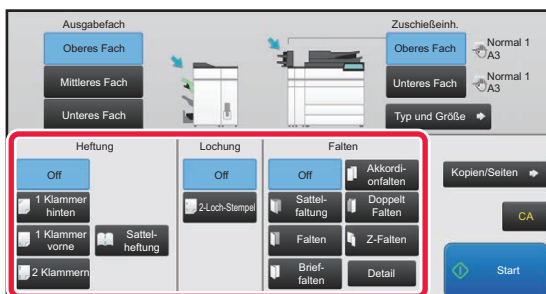 Ausgabefach
Zuschießeinh.
Oberes Fach
Mittleres Fach
Unteres Fach
Oberes Fach
Normal 1
A3
Unteres Fach
Normal 1
A3
Typ und Größe
Heftung
Off
1 Klammer
hinten
1 Klammer
vorne
2 Klammern
Sattel-
heftung
Lochung
Off
2-Loch-Stempel
Falten
Off
Sattel-
faltung
Falten
Brief-
falten
Akkordi-
onfalten
Doppelt
Falten
Z-Falten
Detail
Kopien/Seiten
CA
Start